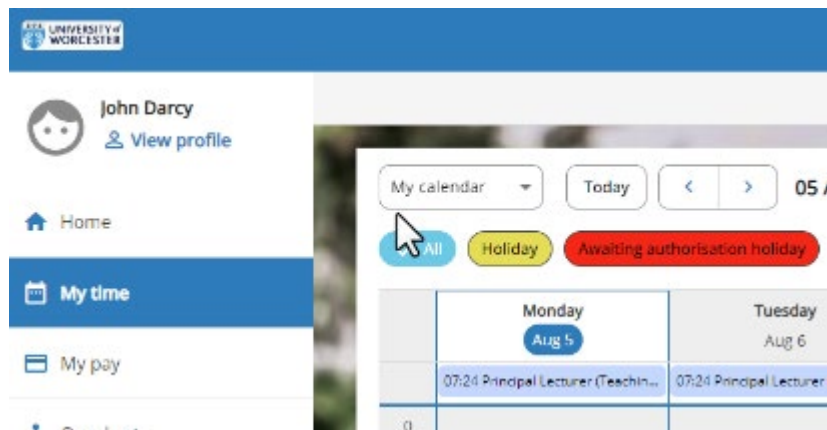 UNIVERSITY of
WORCESTER
John Darcy
View profile
Home
My time
My pay
My calendar
Today
05
All
Holiday
Awaiting authorisation holiday
Monday
Tuesday
Aug 5
Aug 6
07:24 Principal Lecturer (Teachin...
07:24 Principal Lecturer